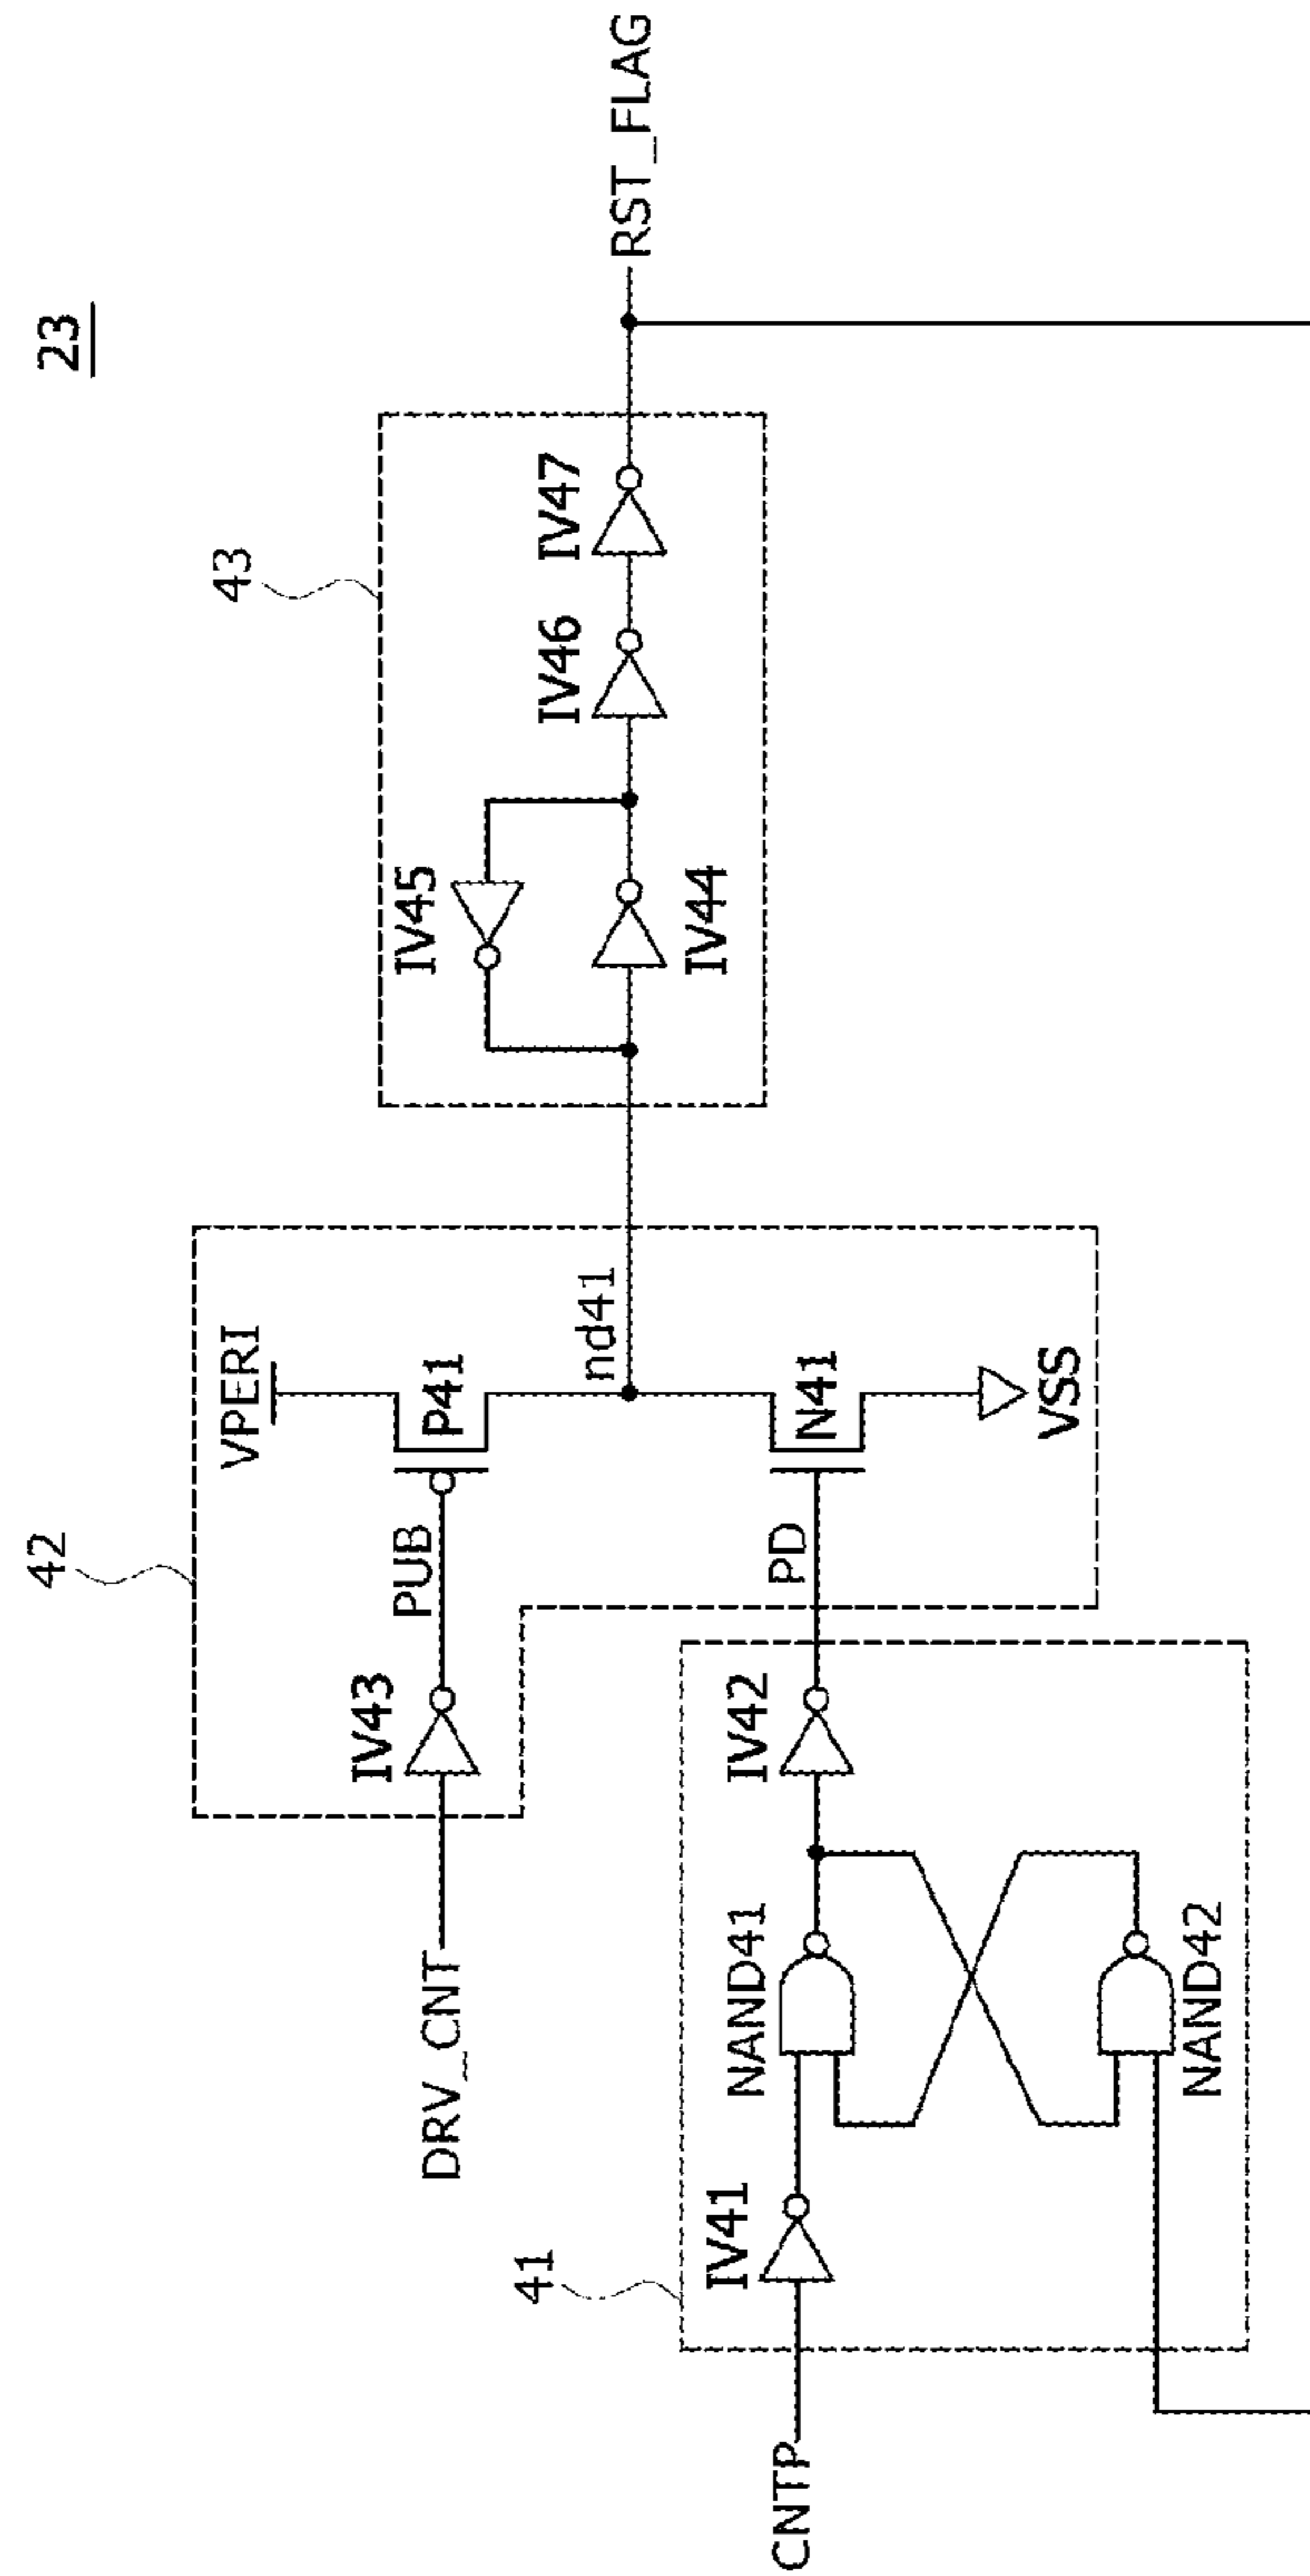 23
42
VPERI
43
IV43
PUB
P41
IV45
IV46
IV47
DRV_CNT
nd41
RST_FLAG
IV44
41
IV41
NAND41
IV42
PD
N41
CNTP
VSS
NAND42